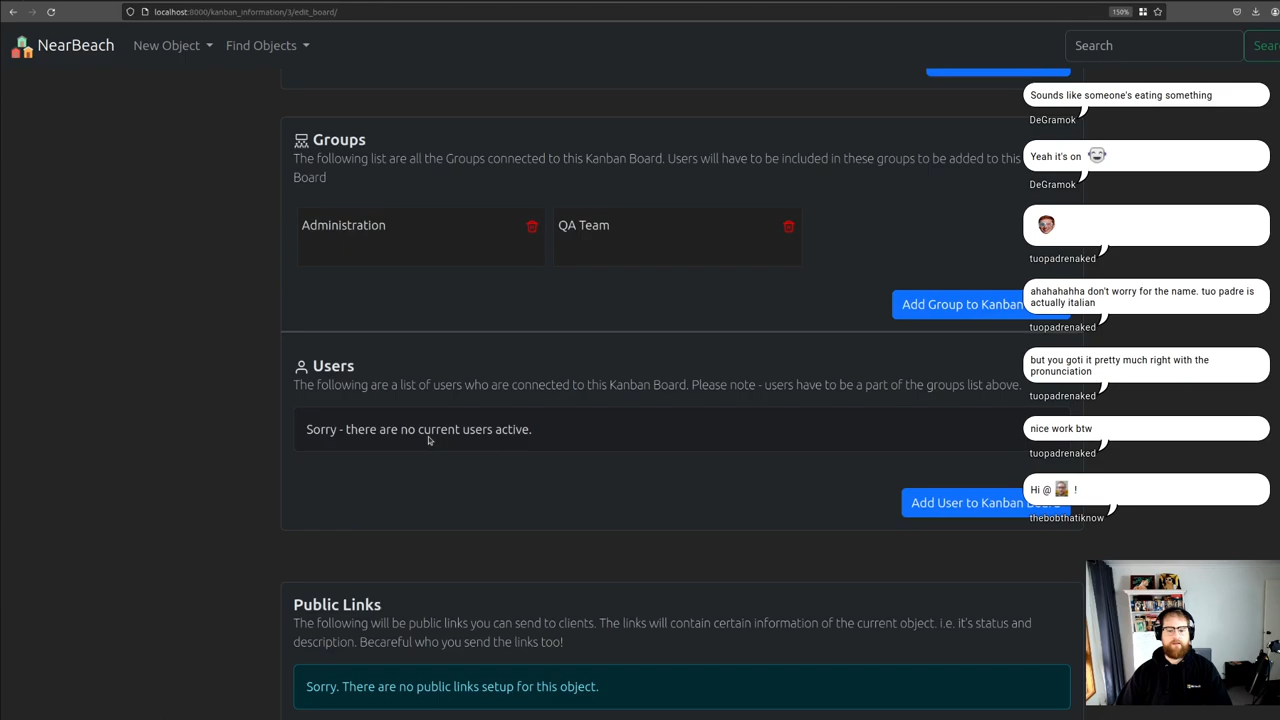 localhost:8000/kanban_information/3/edit_board/
150%
NearBeach
New Object
Find Objects
Search
Sear
Groups
The following list are all the Groups connected to this Kanban Board. Users will have to be included in these groups to be added to this
Board
Administration
QA Team
Add Group to Kanban
Users
The following are a list of users who are connected to this Kanban Board. Please note - users have to be a part of the groups list above.
Sorry - there are no current users active.
Add User to Kanban Board
Public Links
The following will be public links you can send to clients. The links will contain certain information of the current object. i.e. it's status and
description. Becareful who you send the links too!
Sorry. There are no public links setup for this object.
Sounds like someone's eating something
DeGramok
Yeah it's on
DeGramok
tuopadrenaked
ahahahahha don't worry for the name. tuo padre is
actually italian
tuopadrenaked
but you goti it pretty much right with the
pronunciation
tuopadrenaked
nice work btw
tuopadrenaked
Hi @ !
thebobthatiknow